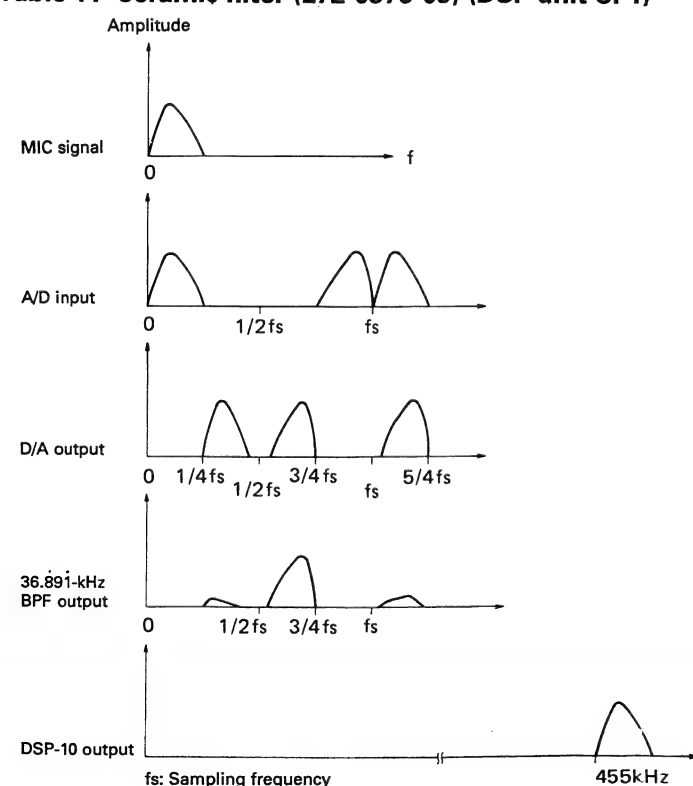 Amplitude
MIC signal
f
0
A/D input
0 1/2fs fs
D/A output
0 1/4fs 1/2fs 3/4fs fs 5/4fs
36.891-kHz
BPF output
0 1/2fs 3/4fs fs
DSP-10 output
455kHz
fs: Sampling frequency